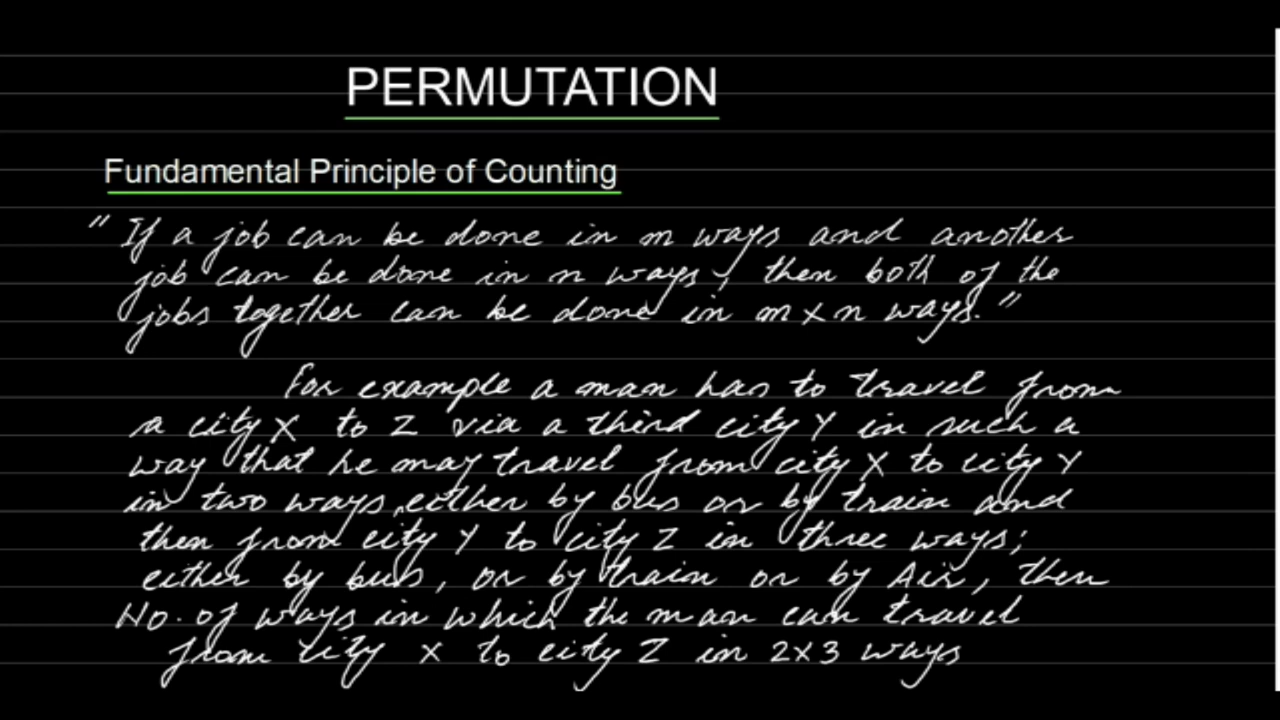 PERMUTATION
Fundamental Principle of Counting
" If a job can be done in m ways and another
job can be done in n ways, then both of the
jobs together can be done in m x n ways."
For example a man has to travel from
a city X to Z via a third city Y in such a
way that he may travel from city X to city Y
in two ways, either by bus or by train and
then from city Y to city Z in three ways;
either by bus, or by train or by Air, then
No. of ways in which the man can travel
from city X to city Z in 2x3 ways